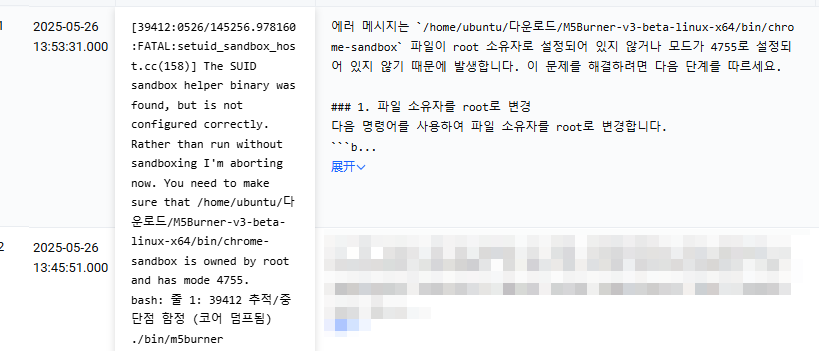 1
2025-05-26
13:53:31.000
[39412:0526/145256.978160
:FATAL:setuid_sandbox_hos
t.cc(158)] The SUID
sandbox helper binary was
found, but is not
configured correctly.
Rather than run without
sandboxing I'm aborting
now. You need to make
sure that /home/ubuntu/다
운로드/M5Burner-v3-beta-
linux-x64/bin/chrome-
sandbox is owned by root
and has mode 4755.
bash: 줄 1: 39412 추적/중
단점 함정 (코어 덤프됨)
./bin/m5burner
에러 메시지는 `/home/ubuntu/다운로드/M5Burner-v3-beta-linux-x64/bin/chro
me-sandbox` 파일이 root 소유자로 설정되어 있지 않거나 모드가 4755로 설정되
어 있지 않기 때문에 발생합니다. 이 문제를 해결하려면 다음 단계를 따르세요.
### 1. 파일 소유자를 root로 변경
다음 명령어를 사용하여 파일 소유자를 root로 변경합니다.
```b...
展开
2
2025-05-26
13:45:51.000